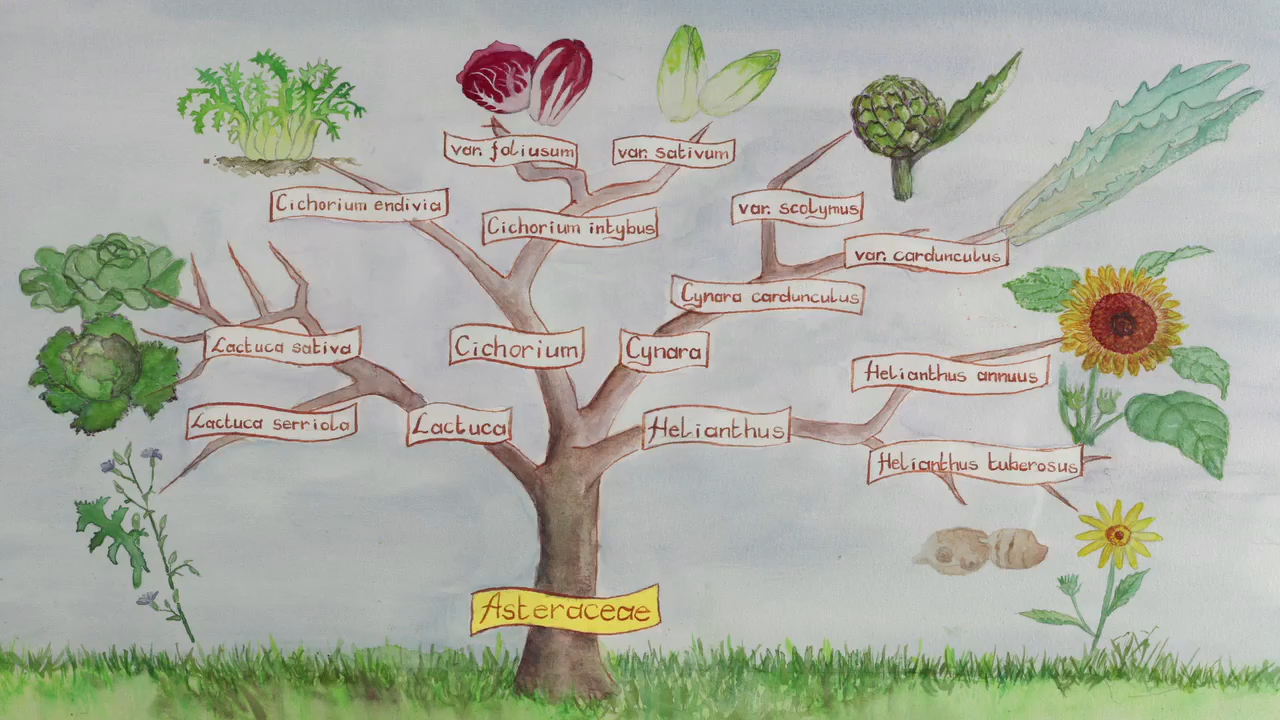 var. foliusum
var. sativum
Cichorium endivia
var. scolymus
Cichorium intybus
var. cardunculus
Cynara cardunculus
Lactuca sativa
Cichorium
Cynara
Helianthus annuus
Lactuca serriola
Lactuca
Helianthus
Helianthus tuberosus
Asteraceae